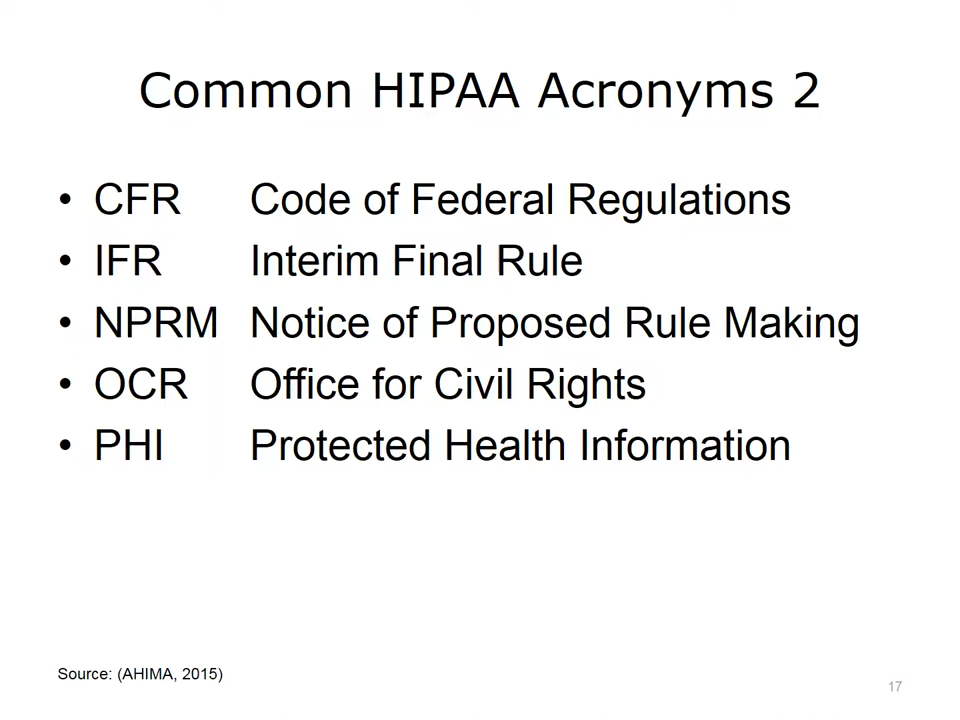 Common HIPAA Acronyms 2
• CFR Code of Federal Regulations
• IFR Interim Final Rule
• NPRM Notice of Proposed Rule Making
• OCR Office for Civil Rights
• PHI Protected Health Information
Source: (AHIMA, 2015)
17